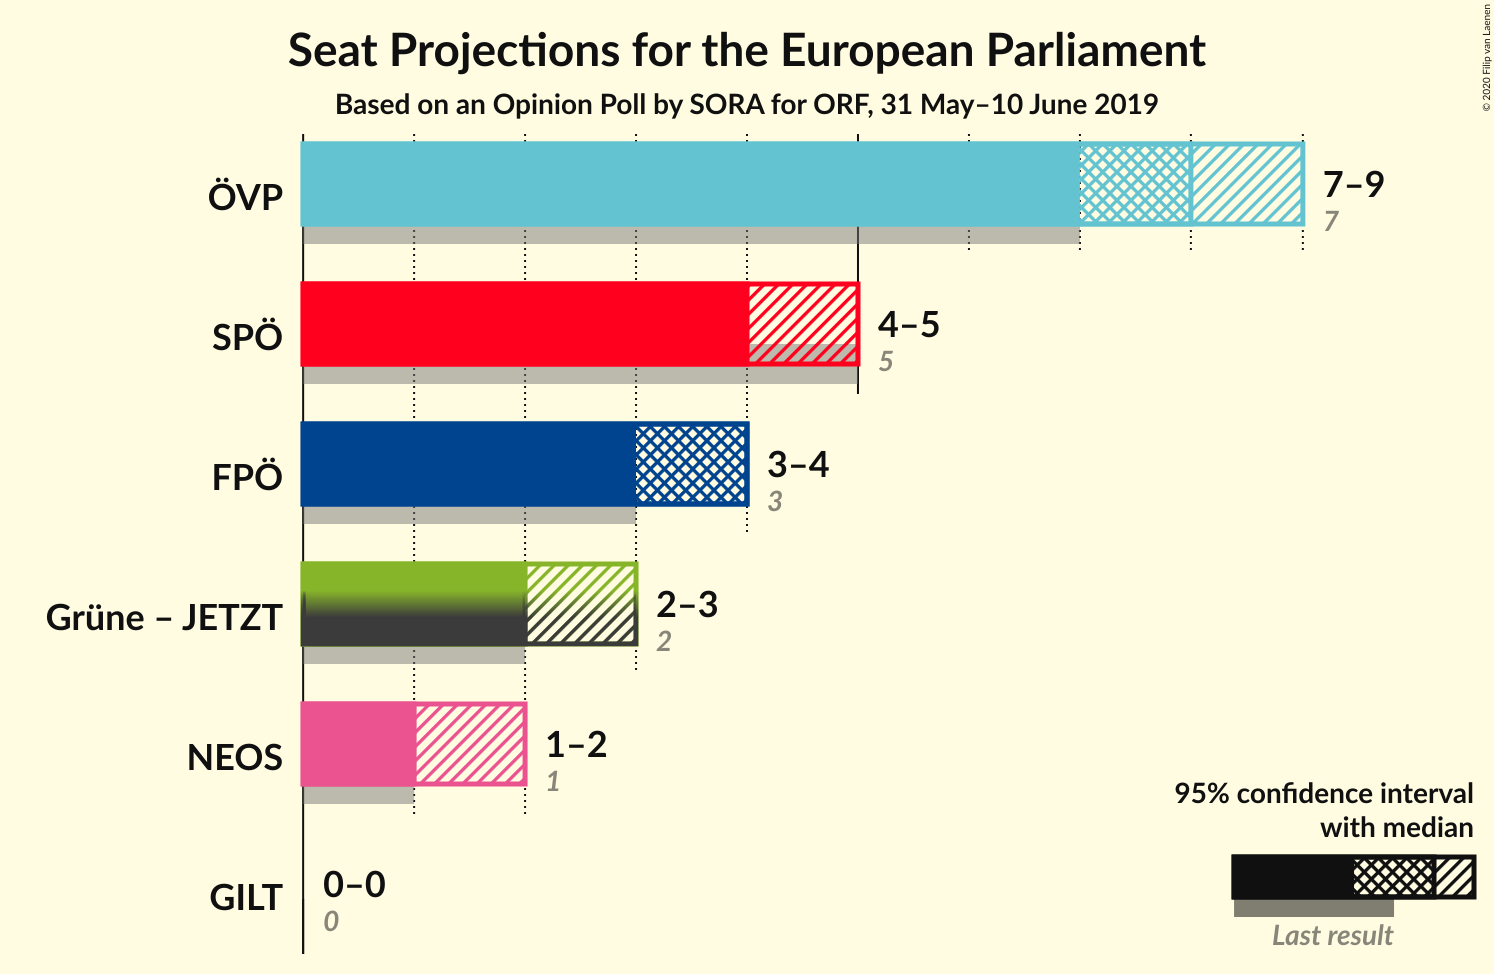 Seat Projections for the European Parliament
Based on an Opinion Poll by SORA for ORF, 31 May–10 June 2019
© 2020 Filip van Laenen
ÖVP
7–9
7
SPÖ
4–5
5
FPÖ
3–4
3
Grüne – JETZT
2–3
2
NEOS
1–2
1
GILT
0–0
0
95% confidence interval
with median
Last result